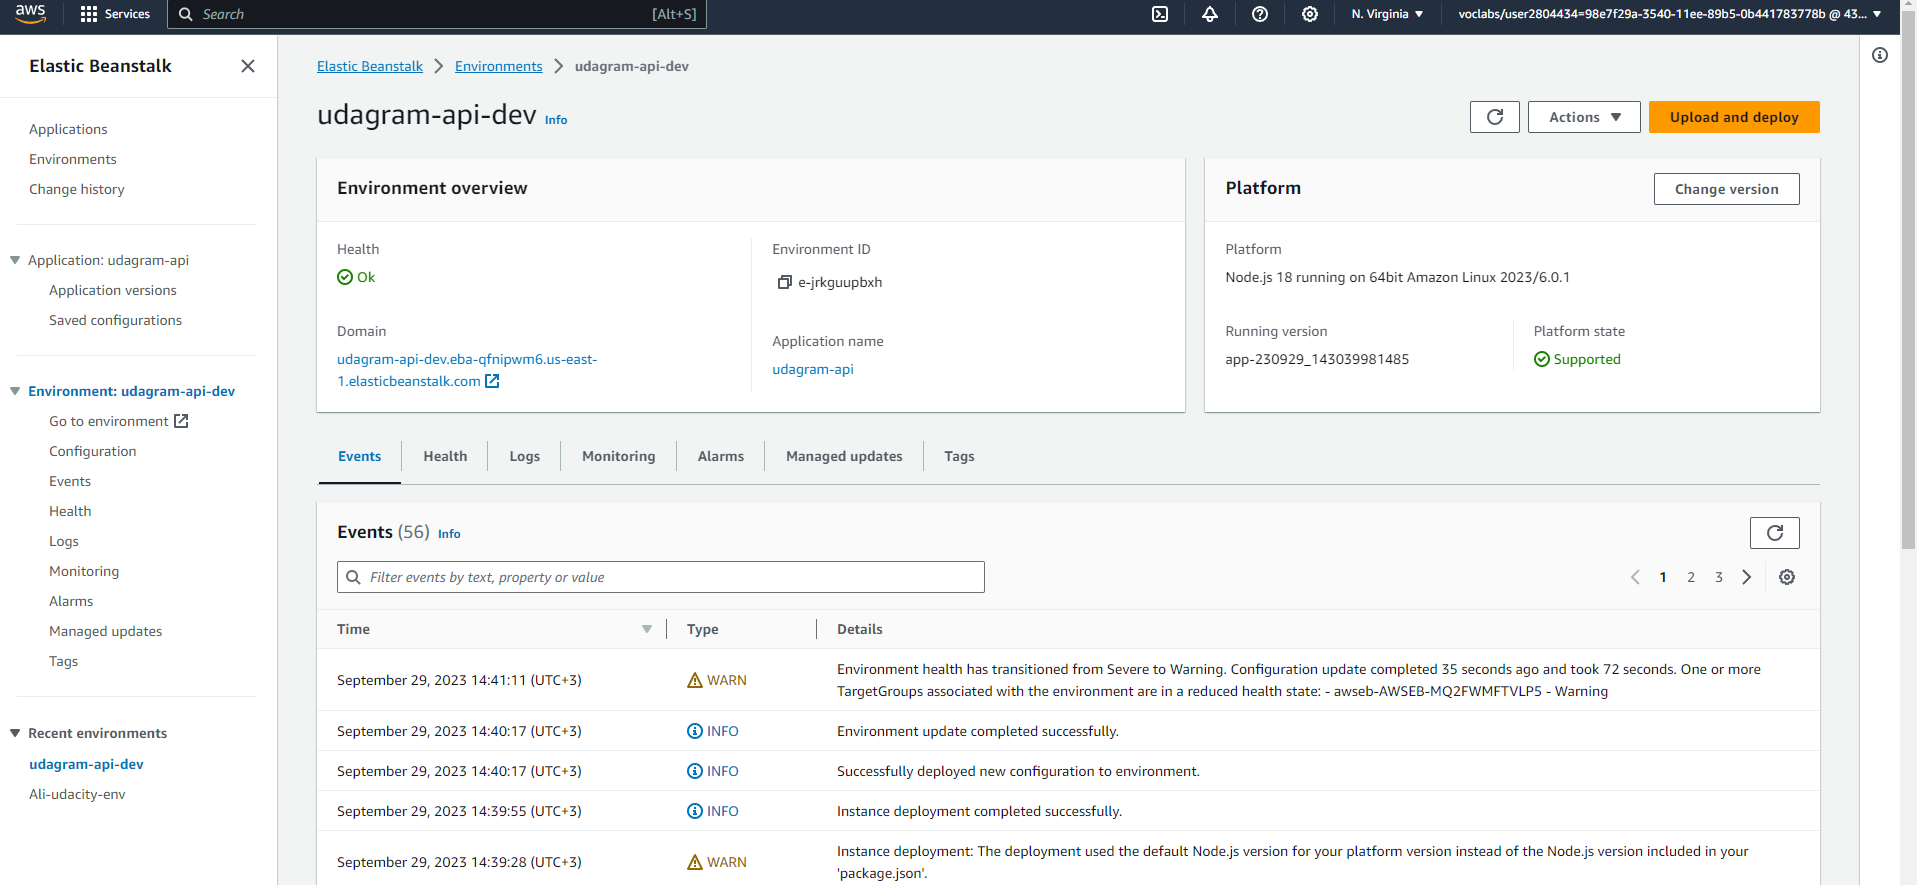 aws
Services
Search
[Alt+S]
N. Virginia
voclabs/user2804434=98e7f29a-3540-11ee-89b5-0b441783778b @ 43...
Elastic Beanstalk
Applications
Environments
Change history
Application: udagram-api
Application versions
Saved configurations
Environment: udagram-api-dev
Go to environment
Configuration
Events
Health
Logs
Monitoring
Alarms
Managed updates
Tags
Recent environments
udagram-api-dev
Ali-udacity-env
Elastic Beanstalk
Environments
udagram-api-dev
udagram-api-dev Info
Actions
Upload and deploy
Environment overview
Health
Ok
Domain
udagram-api-dev.eba-qfnipwm6.us-east-
1.elasticbeanstalk.com
Environment ID
e-jrkguupbxh
Application name
udagram-api
Platform
Change version
Platform
Node.js 18 running on 64bit Amazon Linux 2023/6.0.1
Running version
app-230929_143039981485
Platform state
Supported
Events
Health
Logs
Monitoring
Alarms
Managed updates
Tags
Events (56) Info
Filter events by text, property or value
1 2 3
Time Type Details
September 29, 2023 14:41:11 (UTC+3) WARN Environment health has transitioned from Severe to Warning. Configuration update completed 35 seconds ago and took 72 seconds. One or more
TargetGroups associated with the environment are in a reduced health state: - awseb-AWSEB-MQ2FWMFTVLP5 - Warning
September 29, 2023 14:40:17 (UTC+3) INFO Environment update completed successfully.
September 29, 2023 14:40:17 (UTC+3) INFO Successfully deployed new configuration to environment.
September 29, 2023 14:39:55 (UTC+3) INFO Instance deployment completed successfully.
September 29, 2023 14:39:28 (UTC+3) WARN Instance deployment: The deployment used the default Node.js version for your platform version instead of the Node.js version included in your
'package.json'.